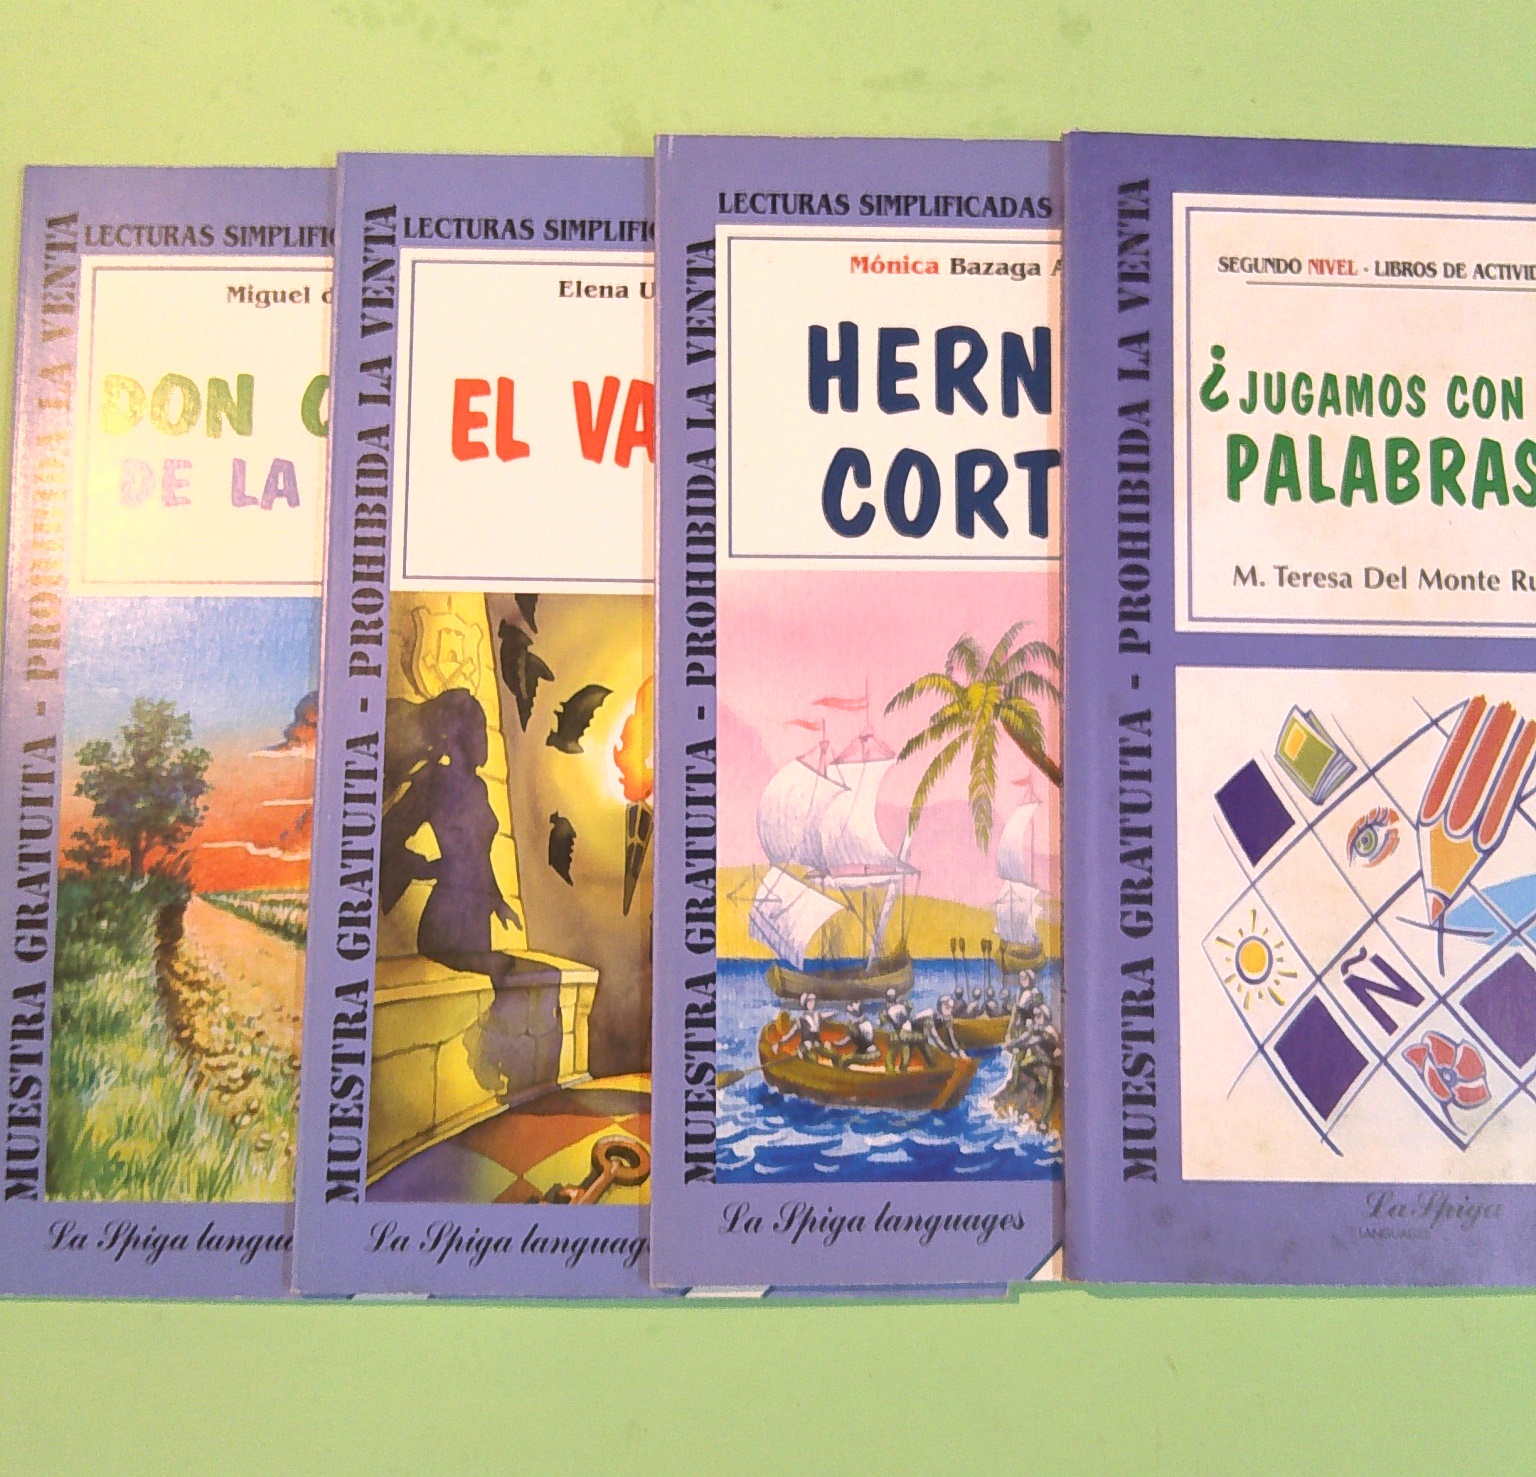 MUESTRA GRATUITA - PROHIBIDA LA VENTA
LECTURAS SIMPLIFIC
Miguel d
DON Q
DE LA
La Spiga langu
MUESTRA GRATUITA - PROHIBIDA LA VENTA
LECTURAS SIMPLIFIC
Elena U
EL VA
La Spiga languag
MUESTRA GRATUITA - PROHIBIDA LA VENTA
LECTURAS SIMPLIFICADAS
Mónica Bazaga A
HERN
CORT
La Spiga languages
MUESTRA GRATUITA - PROHIBIDA LA VENTA
SEGUNDO NIVEL · LIBROS DE ACTIVID
¿JUGAMOS CON
PALABRAS
M. Teresa Del Monte Ru
Ñ
La Spiga
LANGUAGES